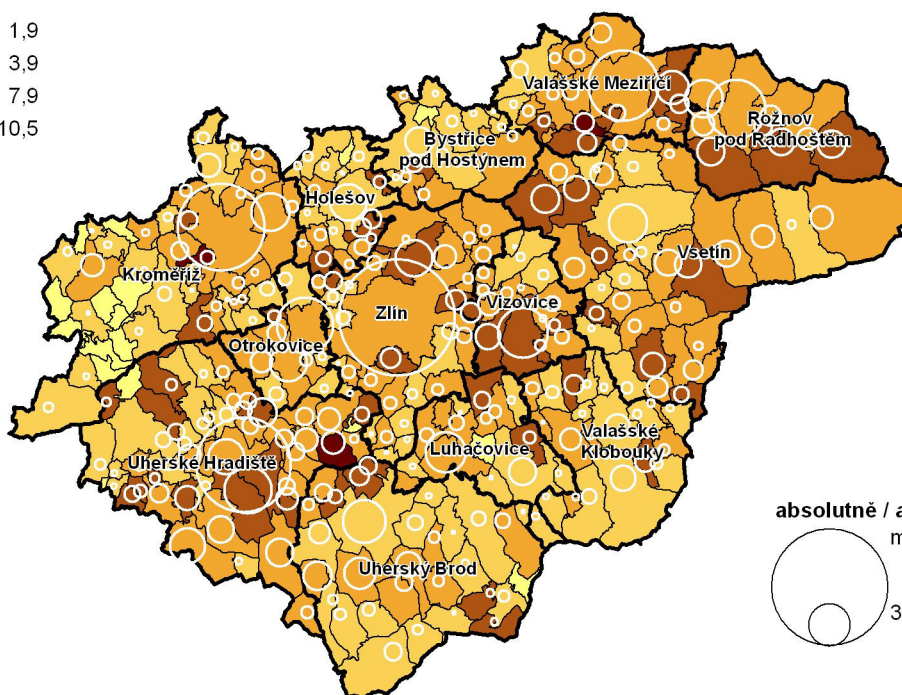 1,9
3,9
7,9
10,5
Valašské Meziříčí
Rožnov
pod Radhoštěm
Bystřice
pod Hostýnem
Holešov
Kroměříž
Vsetín
Zlín
Vizovice
Otrokovice
Uherské Hradiště
Luhačovice
Valašské
Klobouky
Uherský Brod
absolutně / a
m
3